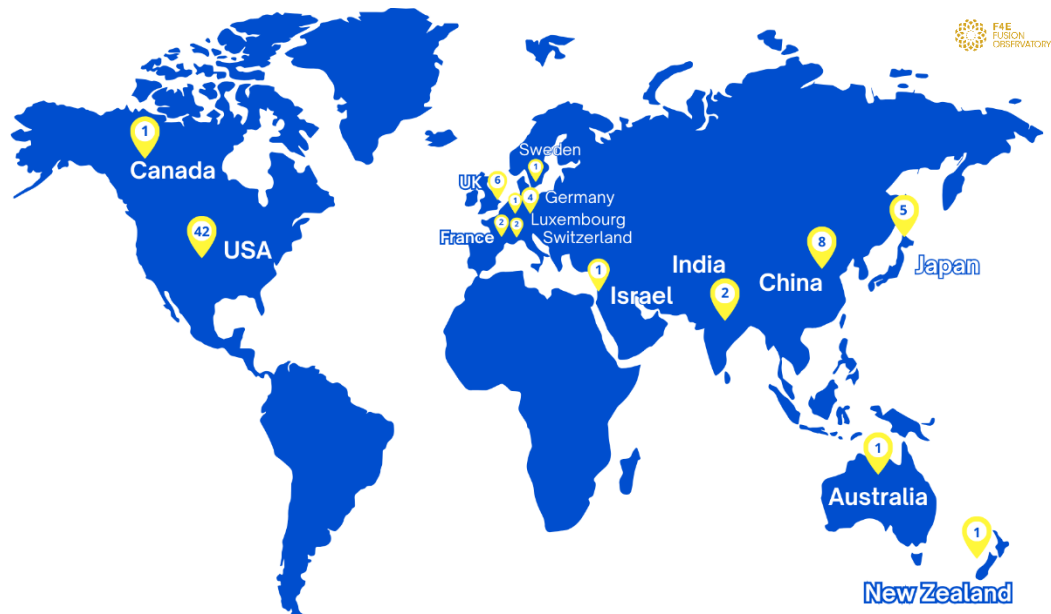 F4E
FUSION
OBSERVATORY
1
Canada
42
USA
Sweden
1
UK
6
1
4
Germany
Luxembourg
2
2
France
Switzerland
1
Israel
India
2
8
China
5
Japan
1
Australia
1
New Zealand